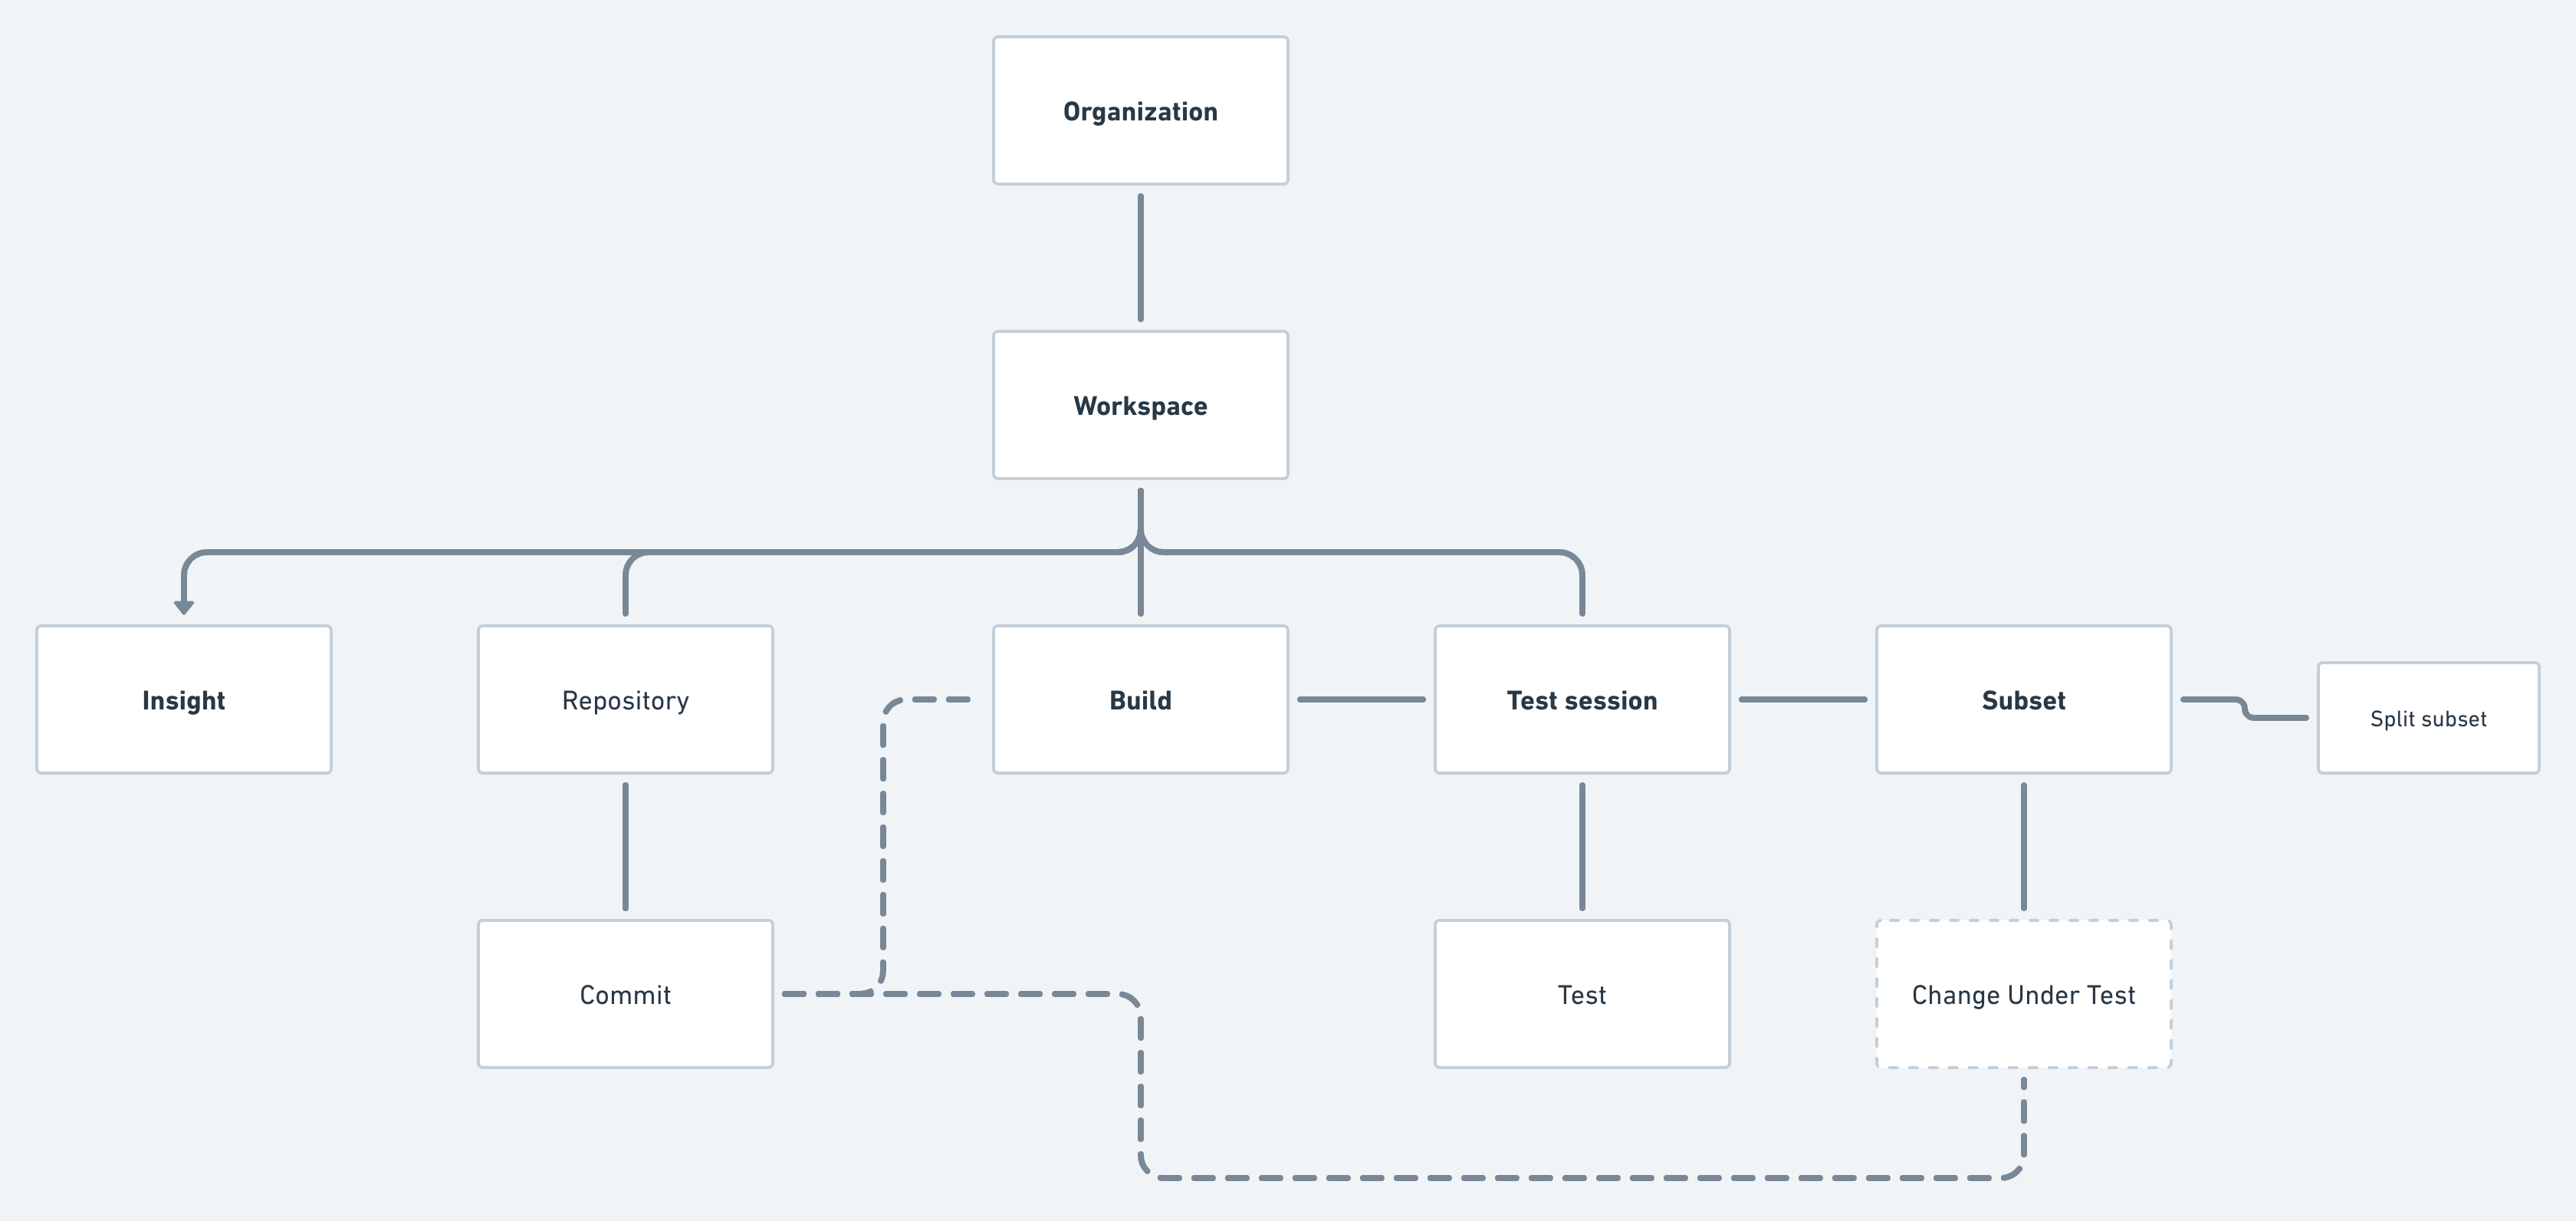 Organization
Workspace
Insight
Repository
Build
Test session
Subset
Split subset
Commit
Test
Change Under Test